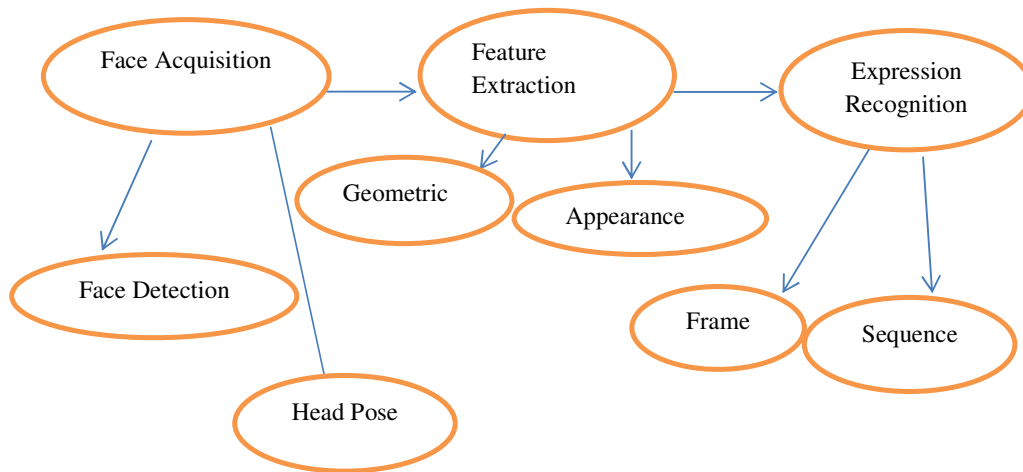 Face Acquisition
Feature
Extraction
Expression
Recognition
Geometric
Appearance
Face Detection
Frame
Sequence
Head Pose